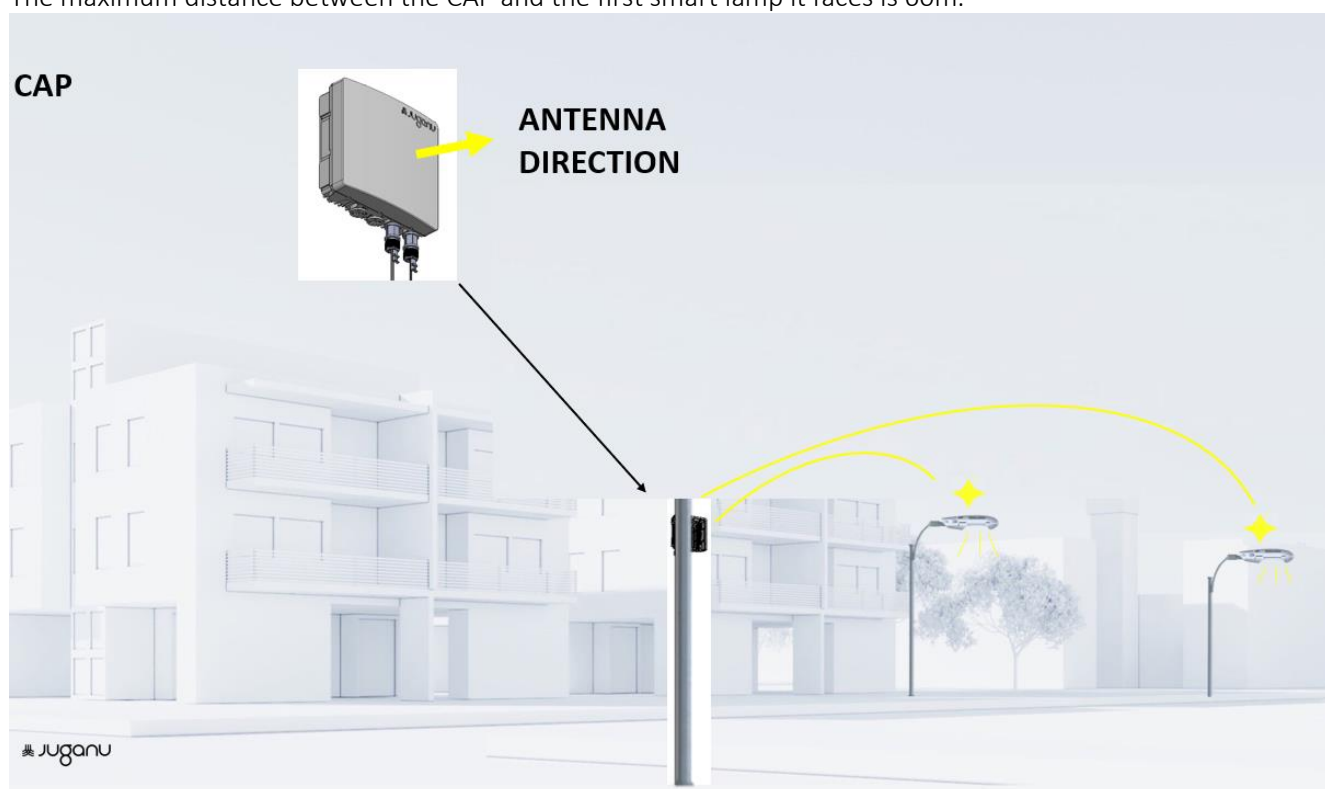 The maximum distance between the CAP and the first smart lamp it faces is 60m.
CAP
JUGANU
ANTENNA
DIRECTION
JUGANU